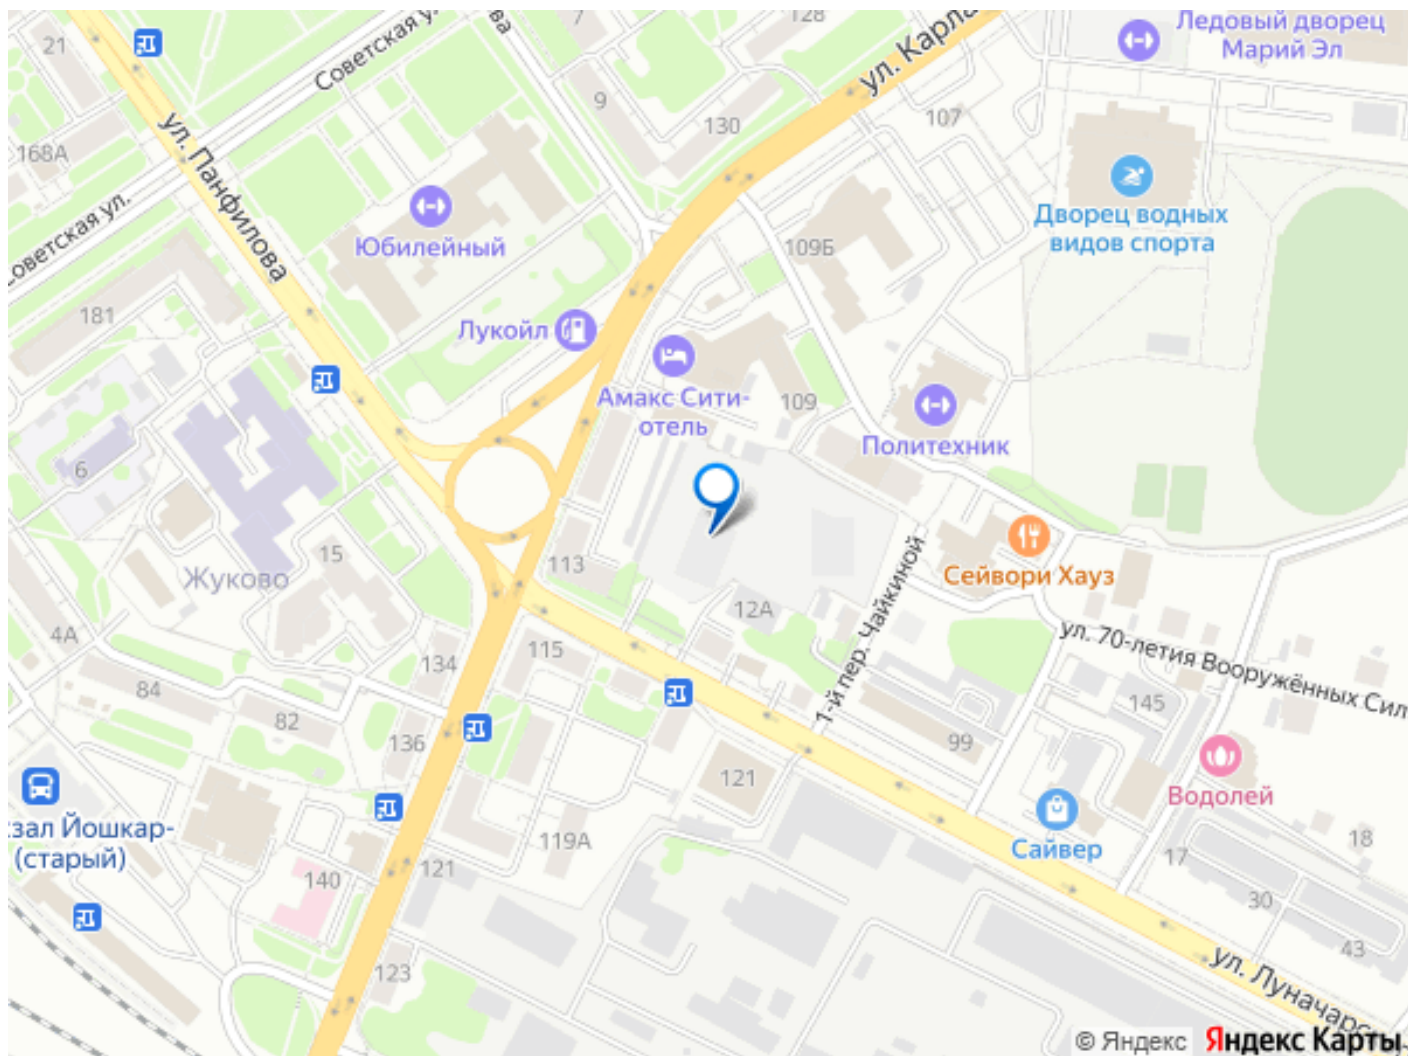 128
7
Ледовый дворец
Марий Эл
21
Советская ул.
ул. Карла
9
107
130
ул. Панфилова
168А
Дворец водных
видов спорта
Советская ул.
Юбилейный
109Б
181
Лукойл
Амакс Сити-
отель
109
Политехник
6
15
113
Жуково
Сейвори Хауз
12А
1-й пер. Чайкиной
4А
134
115
ул. 70-летия Вооружённых Сил
84
82
136
145
99
121
Водолей
119А
Сайвер
18
17
Йошкар-
(старый)
140
121
30
43
123
ул. Луначарс
© Яндекс
Яндекс Карты